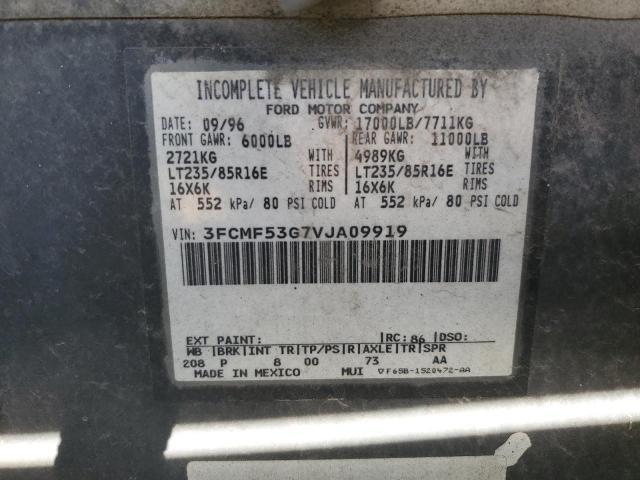 INCOMPLETE VEHICLE MANUFACTURED BY
FORD MOTOR COMPANY
DATE: 09/96 GVWR: 17000LB/7711KG
FRONT GAWR: 6000LB REAR GAWR: 11000LB
2721KG WITH 4989KG WITH
LT235/85R16E TIRES LT235/85R16E TIRES
16X6K RIMS 16X6K RIMS
AT 552 kPa/ 80 PSI COLD AT 552 kPa/ 80 PSI COLD
VIN: 3FCMF53G7VJA09919
EXT PAINT: |RC: 86 |DSO:
WB |BRK|INT TR|TP/PS|R|AXLE|TR|SPR
208 P 8 00 73 AA
MADE IN MEXICO MUI ▽F65B-1520472-AA